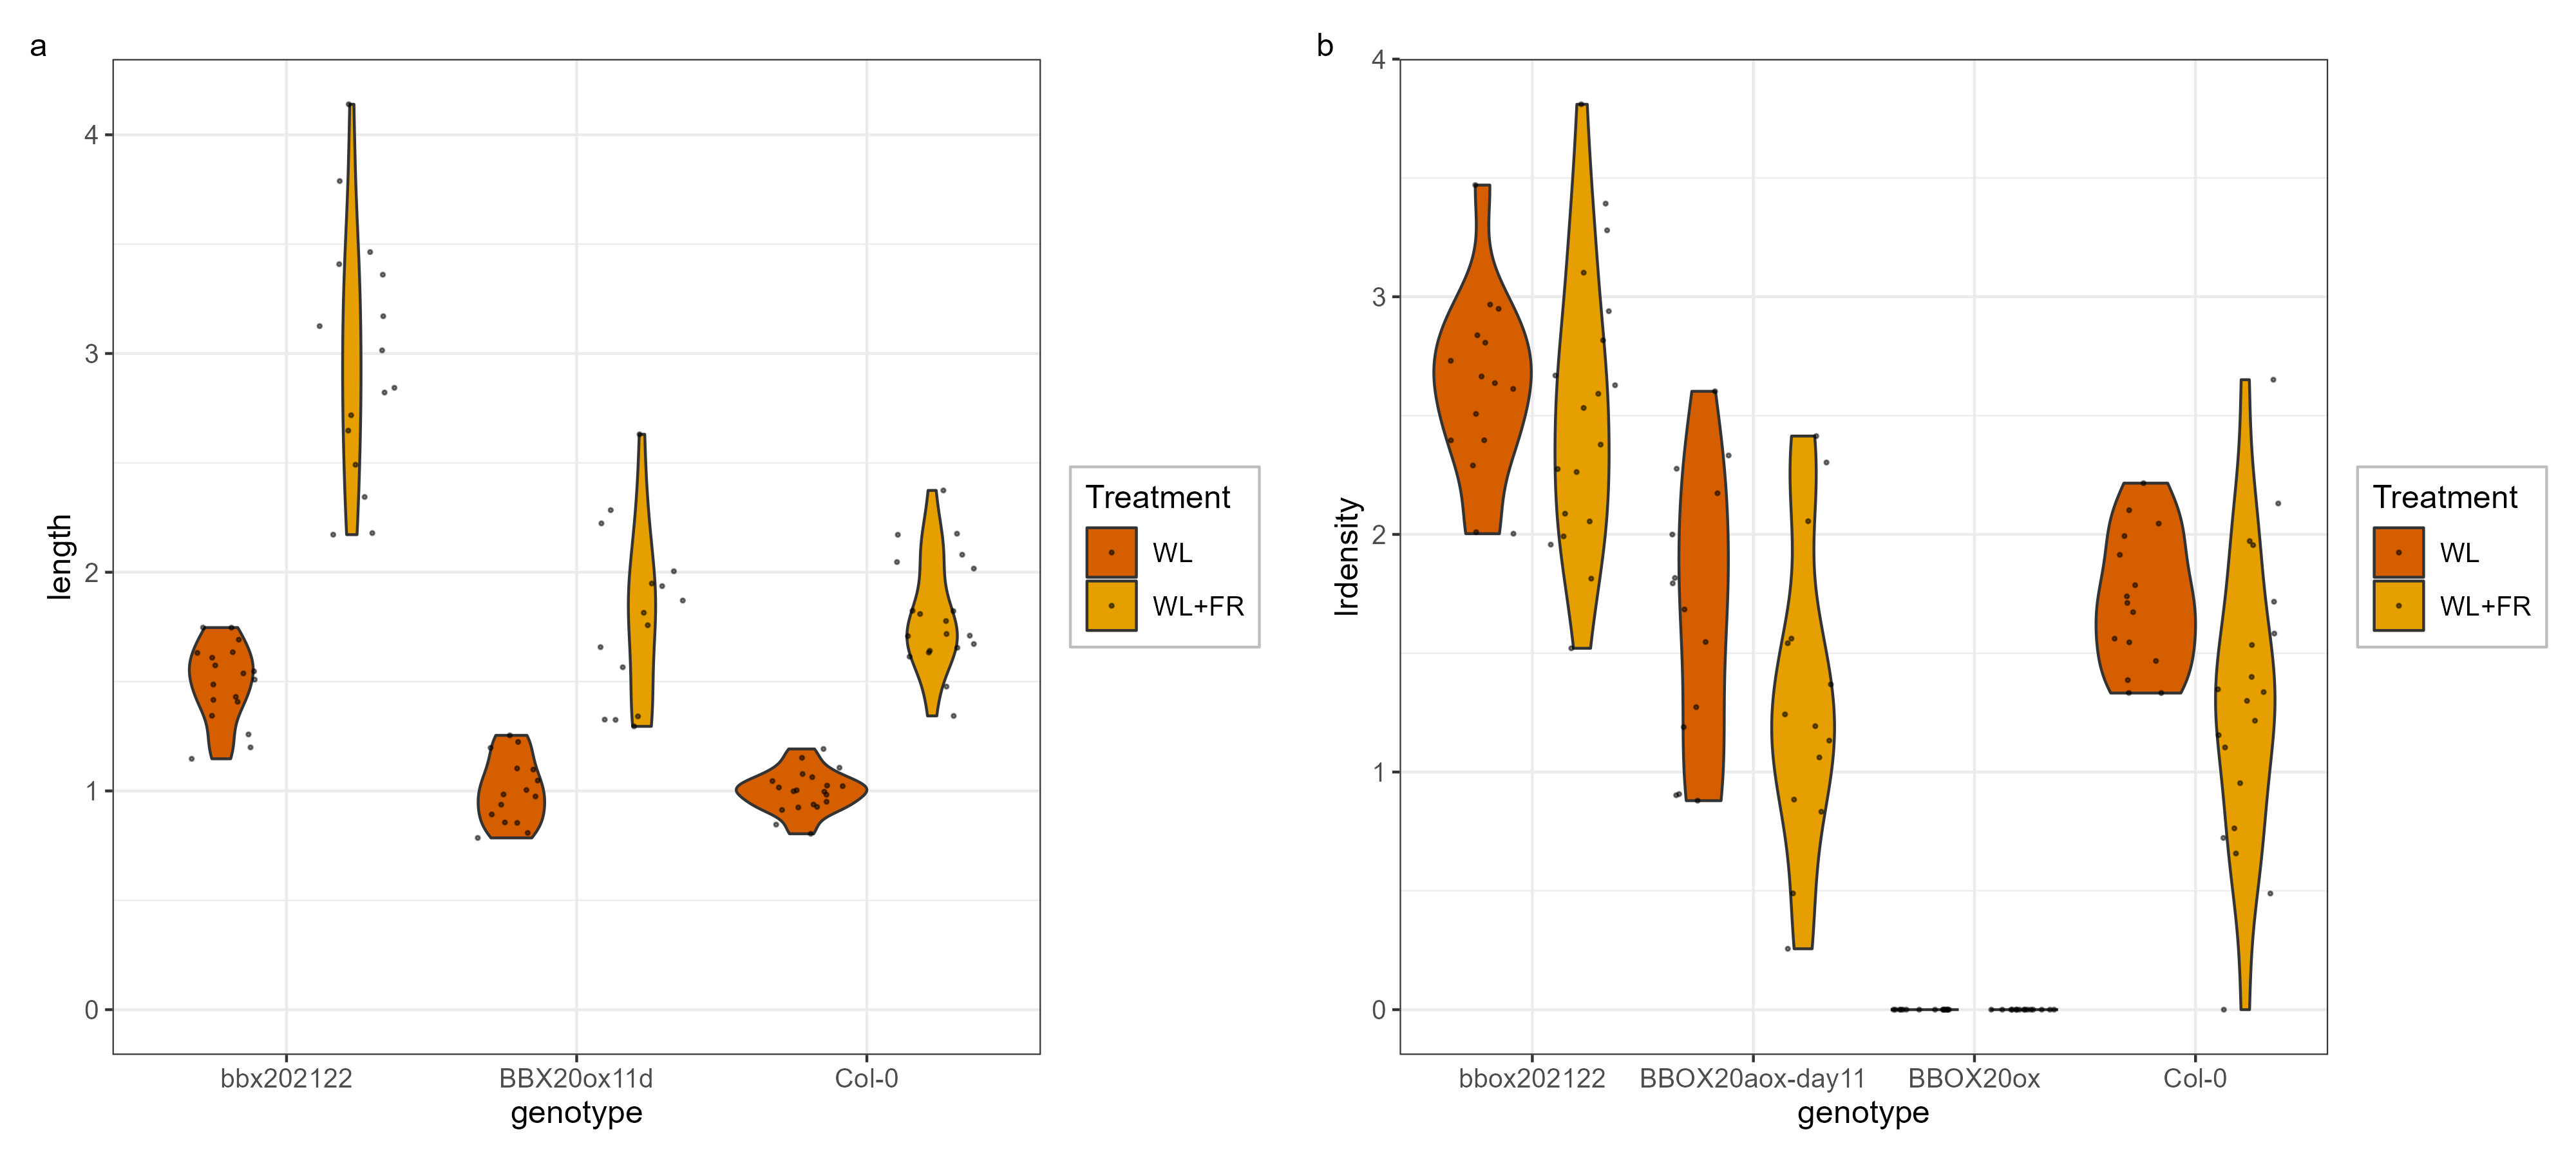 a
length
4
3
2
1
0
bbx202122 BBX20ox11d Col-0
genotype
Treatment
WL
WL+FR
b
lrdensity
4
3
2
1
0
bbox202122 BBOX20aox-day11 BBOX20ox Col-0
genotype
Treatment
WL
WL+FR